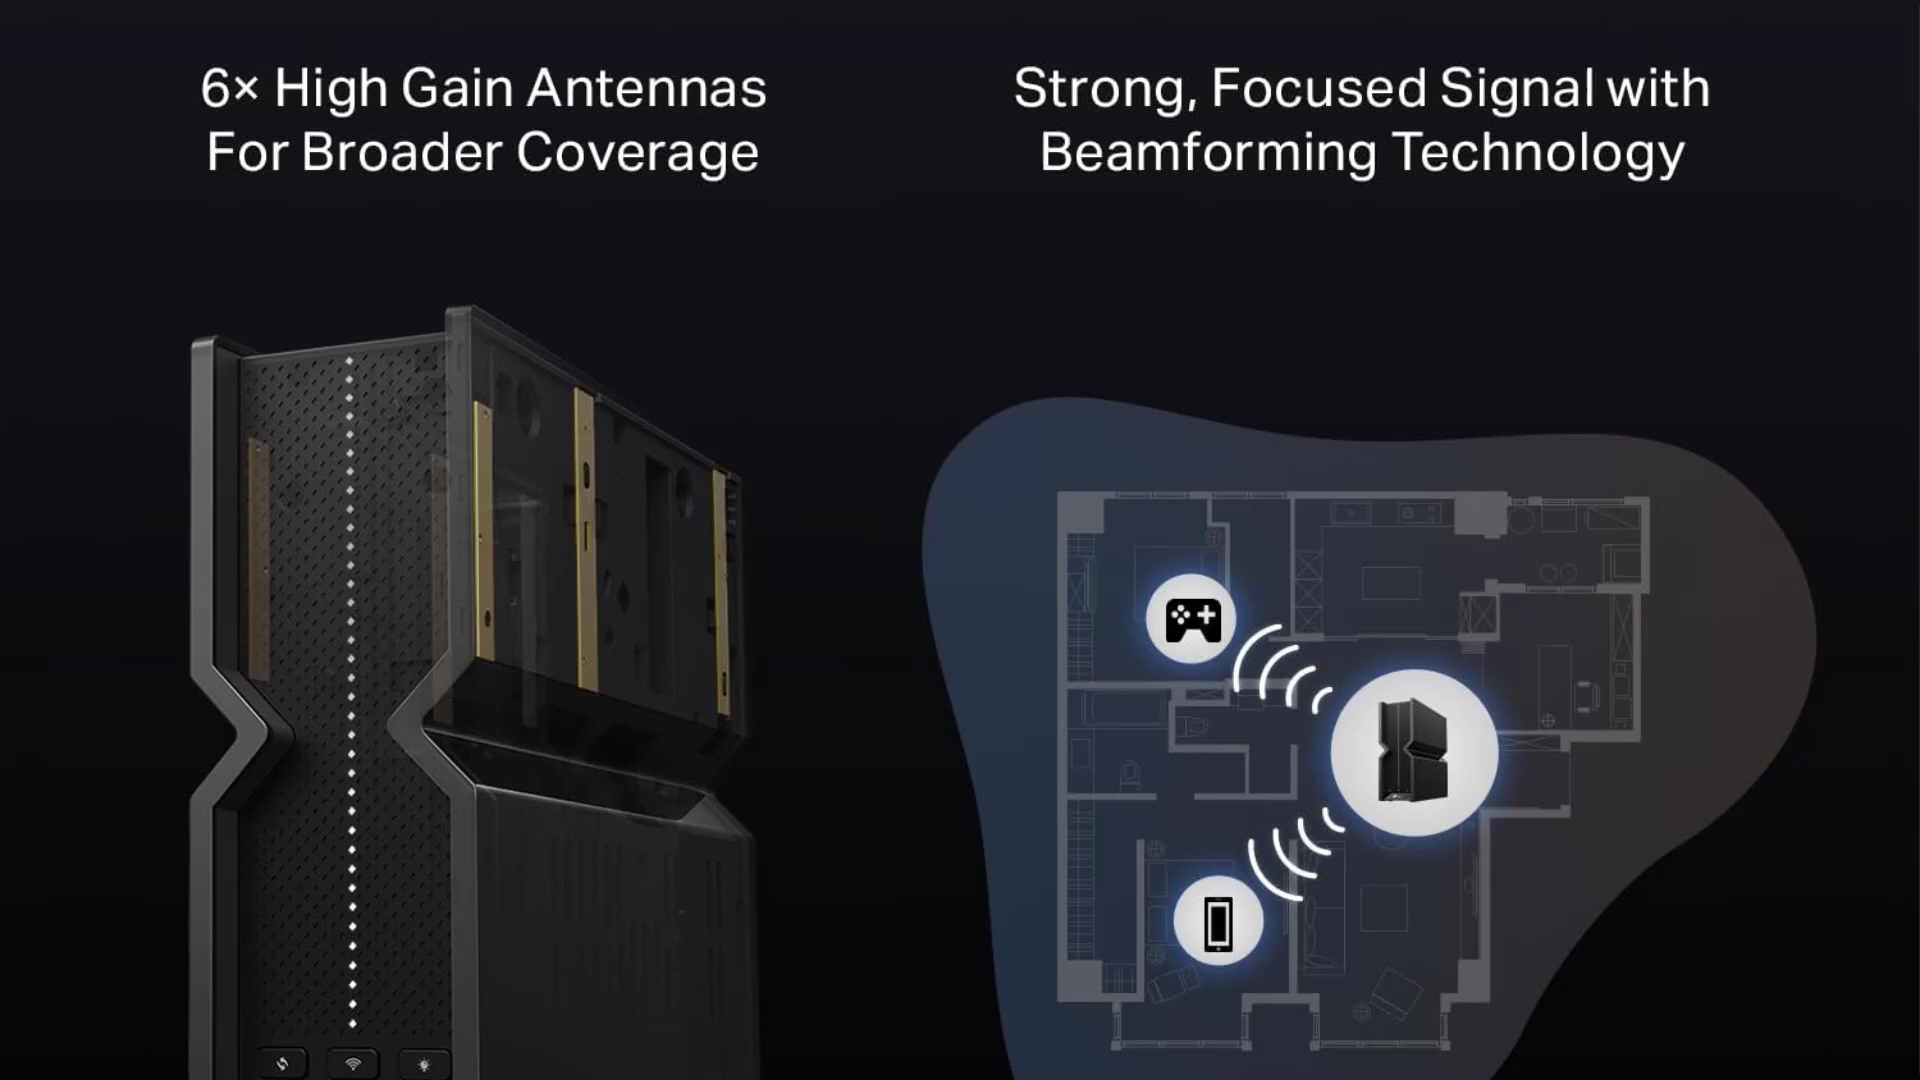 6× High Gain Antennas
For Broader Coverage
Strong, Focused Signal with
Beamforming Technology